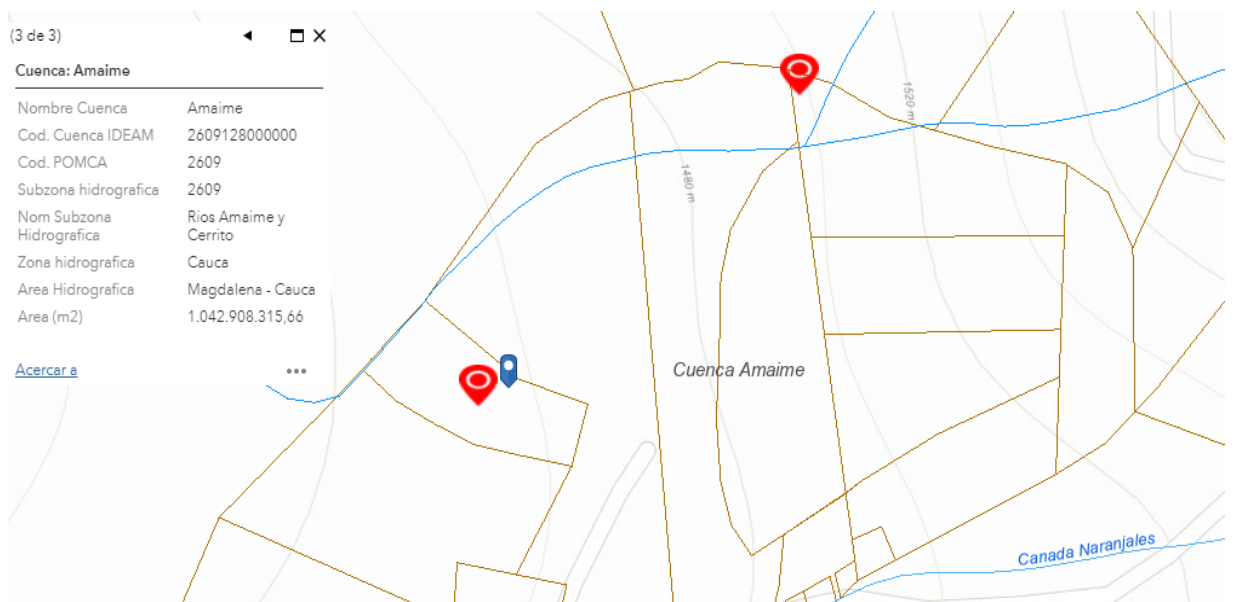 (3 de 3)
Cuenca: Amaime
Nombre Cuenca Amaime
Cod. Cuenca IDEAM 2609128000000
Cod. POMCA 2609
Subzona hidrografica 2609
Nom Subzona Hidrografica Rios Amaime y Cerrito
Zona hidrografica Cauca
Area Hidrografica Magdalena - Cauca
Area (m2) 1.042.908.315,66
Acercar a
1520 m
1480 m
Cuenca Amaime
Canada Naranjales